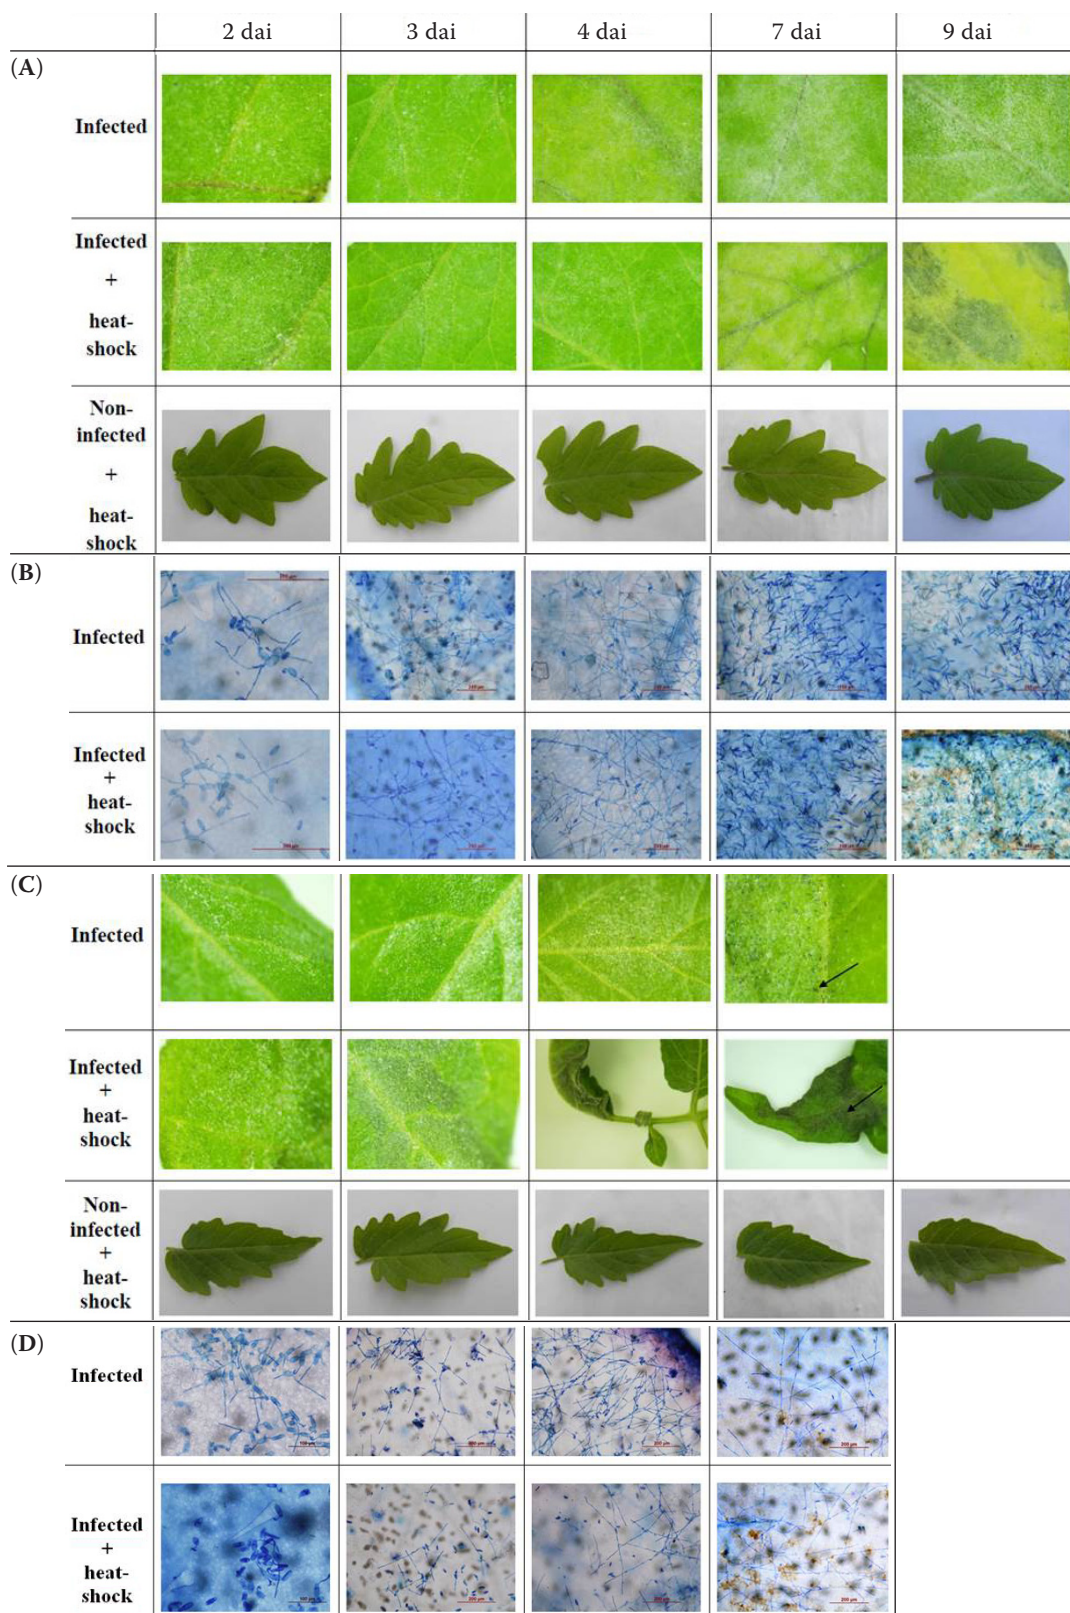 2 dai 3 dai 4 dai 7 dai 9 dai
(A)
Infected
Infected
+
heat-
shock
Non-
infected
+
heat-
shock
(B)
Infected
Infected
+
heat-
shock
(C)
Infected
Infected
+
heat-
shock
Non-
infected
+
heat-
shock
(D)
Infected
Infected
+
heat-
shock